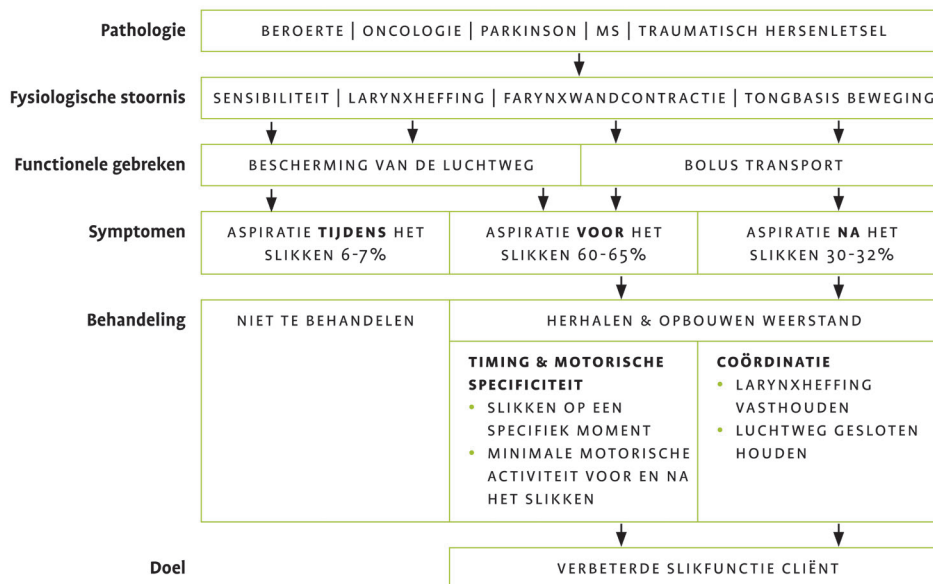 Pathologie
BEROERTE | ONCOLOGIE | PARKINSON | MS | TRAUMATISCH HERSENLETSEL
Fysiologische stoornis
SENSIBILITEIT | LARYNXHEFFING | FARYNXWANDCONTRACTIE | TONGBASIS BEWEGING
Functionele gebreken
BESCHERMING VAN DE LUCHTWEG
BOLUS TRANSPORT
Symptomen
ASPIRATIE TIJDENS HET
SLIKKEN 6-7%
ASPIRATIE VOOR HET
SLIKKEN 60-65%
ASPIRATIE NA HET
SLIKKEN 30-32%
Behandeling
NIET TE BEHANDELEN
HERHALEN & OPBOUWEN WEERSTAND
TIMING & MOTORISCHE
SPECIFICITEIT
• SLIKKEN OP EEN
SPECIFIEK MOMENT
• MINIMALE MOTORISCHE
ACTIVITEIT VOOR EN NA
HET SLIKKEN
COÖRDINATIE
• LARYNXHEFFING
VASTHOUDEN
• LUCHTWEG GESLOTEN
HOUDEN
Doel
VERBETERDE SLIKFUNCTIE CLIËNT